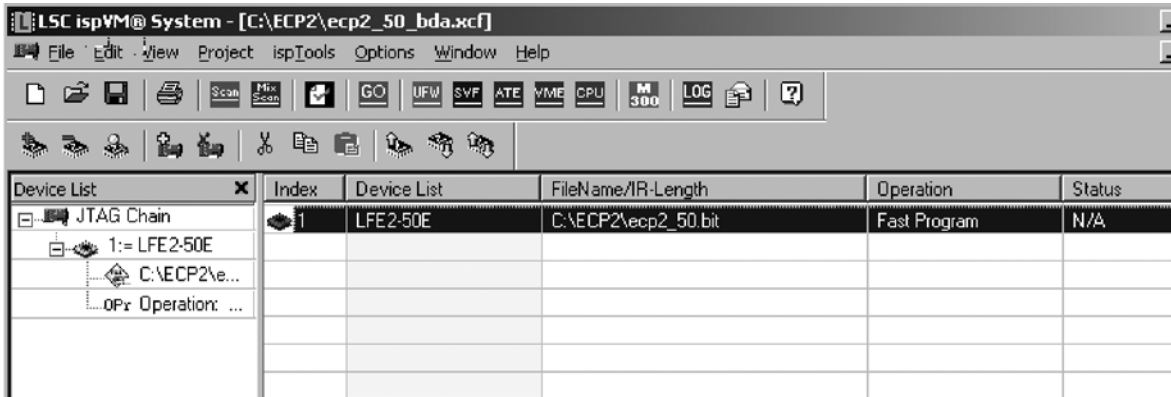 LSC ispVM® System - [C:\ECP2\ecp2_50_bda.xcf]
File Edit View Project ispTools Options Window Help
Scan Mix Scan GO UFW SVF ATE VME CPU M 300 LOG
Device List Index Device List FileName/IR-Length Operation Status
JTAG Chain 1 LFE2-50E C:\ECP2\ecp2_50.bit Fast Program N/A
1:= LFE2-50E
C:\ECP2\e...
OPr Operation: ...